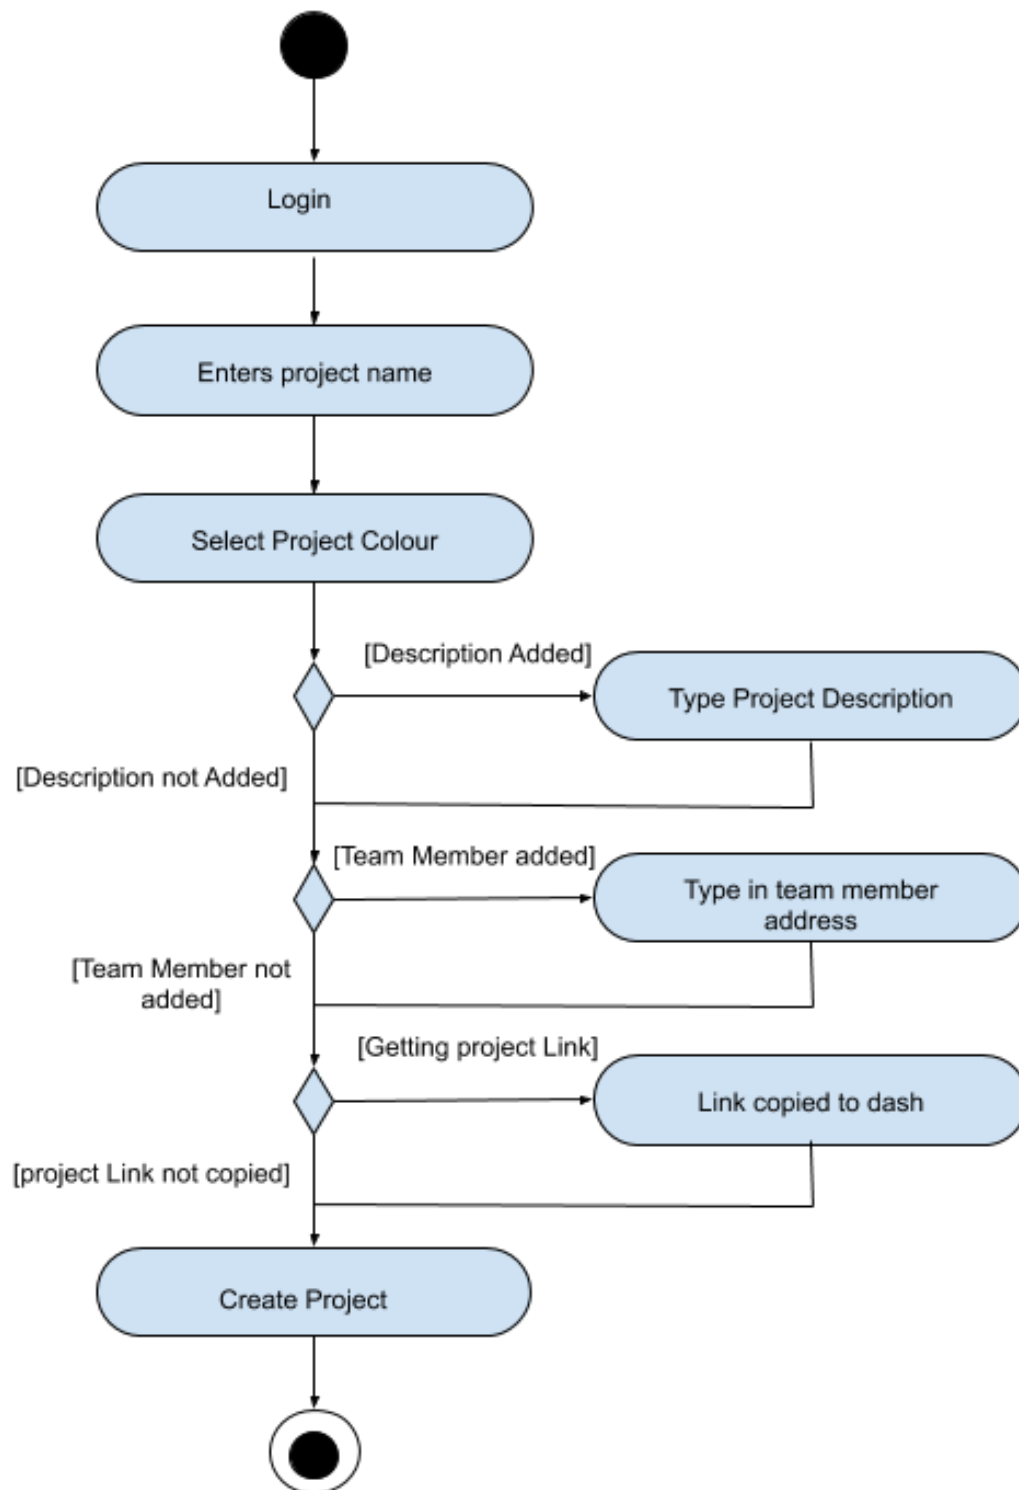 Login
Enters project name
Select Project Colour
[Description Added]
Type Project Description
[Description not Added]
[Team Member added]
Type in team member
address
[Team Member not
added]
[Getting project Link]
Link copied to dash
[project Link not copied]
Create Project